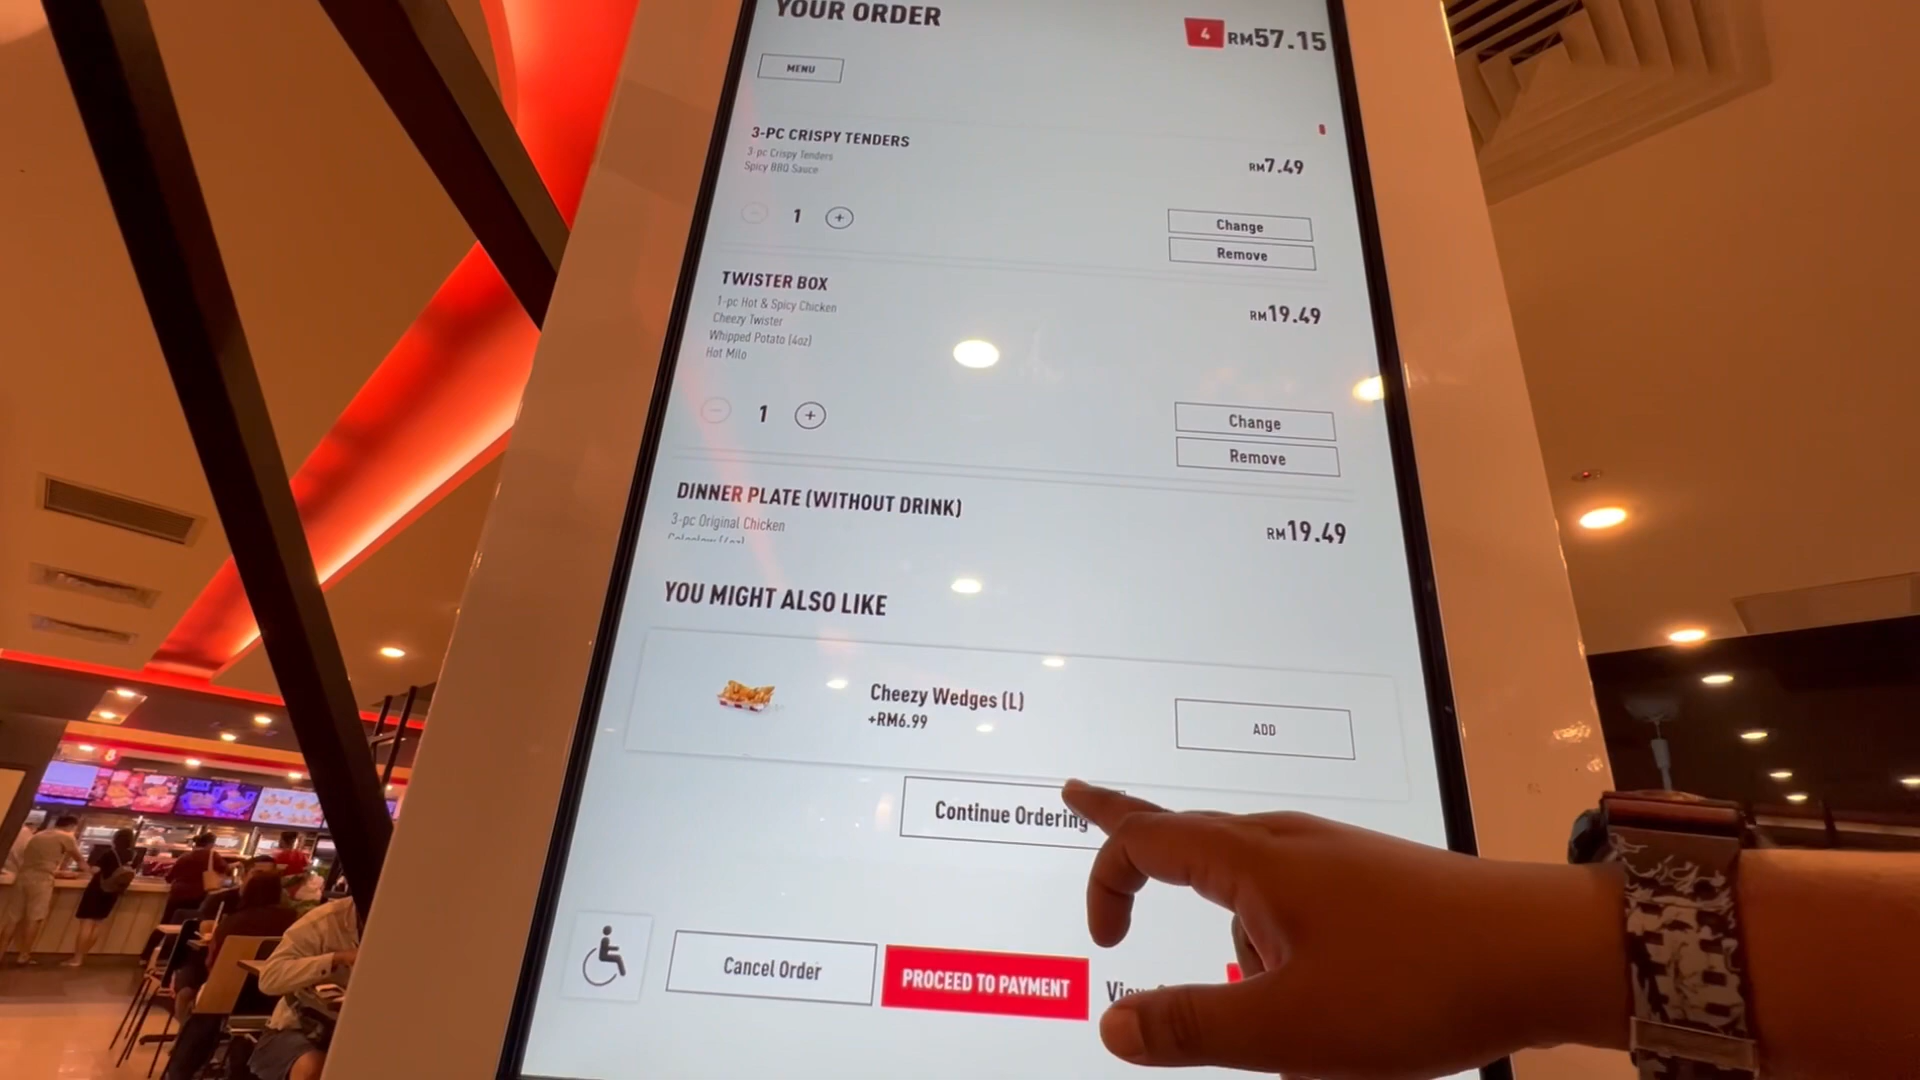 YOUR ORDER
4 RM57.15
MENU
3-PC CRISPY TENDERS
3-pc Crispy Tenders
Spicy BBQ Sauce
RM7.49
1 +
Change
Remove
TWISTER BOX
1-pc Hot & Spicy Chicken
Cheezy Twister
Whipped Potato (4oz)
Hot Milo
RM19.49
1 +
Change
Remove
DINNER PLATE (WITHOUT DRINK)
3-pc Original Chicken
RM19.49
YOU MIGHT ALSO LIKE
Cheezy Wedges (L)
+RM6.99
ADD
Continue Ordering
Cancel Order
PROCEED TO PAYMENT